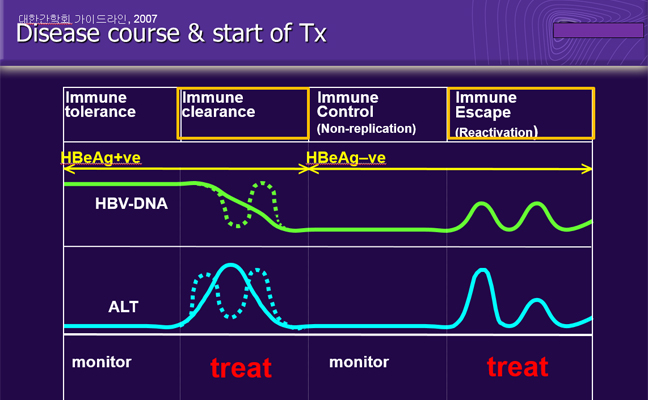 대한간학회 가이드라인, 2007
Disease course & start of Tx
Immune
tolerance
Immune
clearance
Immune
Control
(Non-replication)
Immune
Escape
(Reactivation)
HBeAg+ve
HBeAg–ve
HBV-DNA
ALT
monitor
treat
monitor
treat